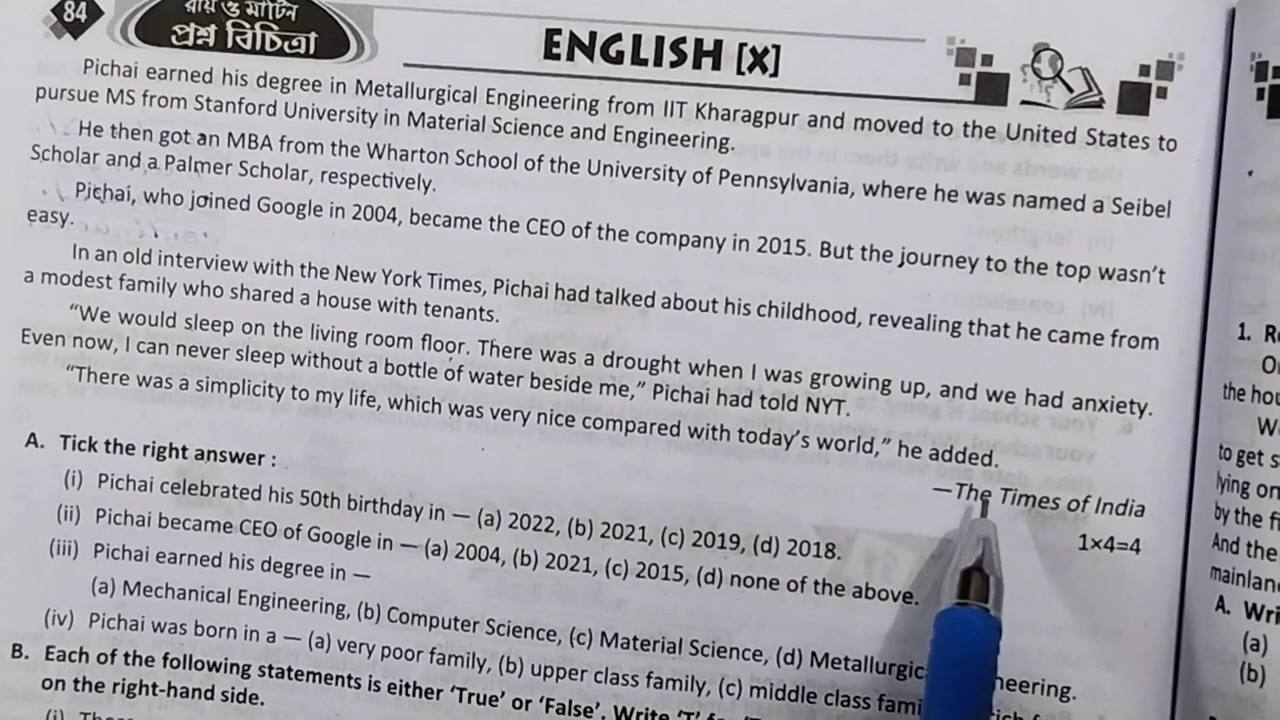 84
রায় ও মার্টিন
প্রশ্ন বিচিত্রা
ENGLISH [X]
Pichai earned his degree in Metallurgical Engineering from IIT Kharagpur and moved to the United States to
pursue MS from Stanford University in Material Science and Engineering.
He then got an MBA from the Wharton School of the University of Pennsylvania, where he was named a Seibel
Scholar and a Palmer Scholar, respectively.
Pichai, who joined Google in 2004, became the CEO of the company in 2015. But the journey to the top wasn't
easy.
In an old interview with the New York Times, Pichai had talked about his childhood, revealing that he came from
a modest family who shared a house with tenants.
"We would sleep on the living room floor. There was a drought when I was growing up, and we had anxiety.
Even now, I can never sleep without a bottle of water beside me," Pichai had told NYT.
"There was a simplicity to my life, which was very nice compared with today's world," he added.
—The Times of India
A. Tick the right answer : 1×4=4
(i) Pichai celebrated his 50th birthday in — (a) 2022, (b) 2021, (c) 2019, (d) 2018.
(ii) Pichai became CEO of Google in — (a) 2004, (b) 2021, (c) 2015, (d) none of the above.
(iii) Pichai earned his degree in —
(a) Mechanical Engineering, (b) Computer Science, (c) Material Science, (d) Metallurgic neering.
(iv) Pichai was born in a — (a) very poor family, (b) upper class family, (c) middle class fami
B. Each of the following statements is either 'True' or 'False'. Write 'T'
on the right-hand side.
(i)
1. R
the hou
to get s
lying on
by the fi
And the
mainlan
A. Wri
(a)
(b)